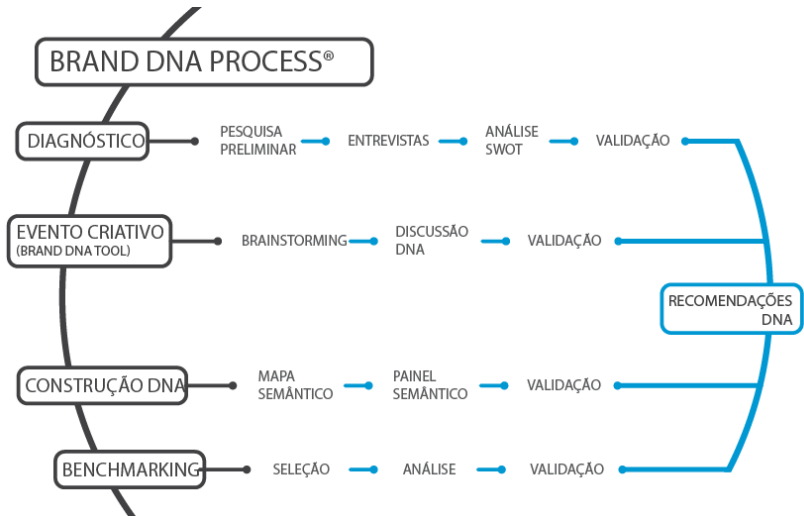 BRAND DNA PROCESS®
DIAGNÓSTICO
PESQUISA
PRELIMINAR
ENTREVISTAS
ANÁLISE
SWOT
VALIDAÇÃO
EVENTO CRIATIVO
(BRAND DNA TOOL)
BRAINSTORMING
DISCUSSÃO
DNA
VALIDAÇÃO
RECOMENDAÇÕES
DNA
CONSTRUÇÃO DNA
MAPA
SEMÂNTICO
PAINEL
SEMÂNTICO
VALIDAÇÃO
BENCHMARKING
SELEÇÃO
ANÁLISE
VALIDAÇÃO